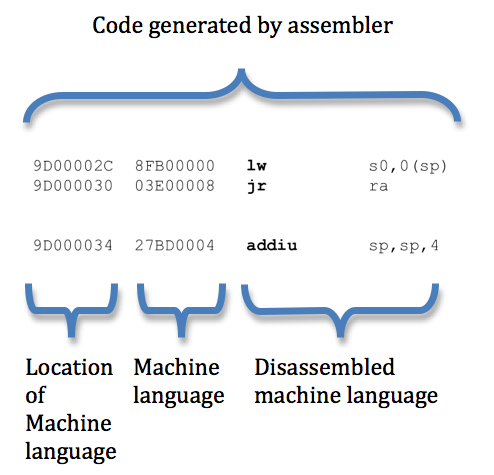 Code generated by assembler
9D00002C 8FB00000 lw s0,0(sp)
9D000030 03E00008 jr ra
9D000034 27BD0004 addiu sp,sp,4
Location of Machine language
Machine language
Disassembled machine language